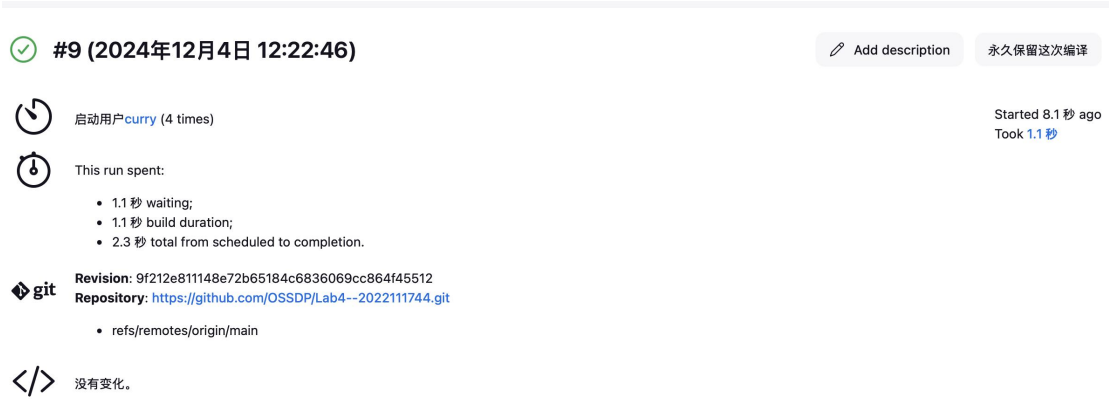 #9 (2024年12月4日 12:22:46)
Add description
永久保留这次编译
启动用户curry (4 times)
Started 8.1 秒 ago
Took 1.1 秒
This run spent:
1.1 秒 waiting;
1.1 秒 build duration;
2.3 秒 total from scheduled to completion.
git
Revision: 9f212e811148e72b65184c6836069cc864f45512
Repository: https://github.com/OSSDP/Lab4--2022111744.git
refs/remotes/origin/main
没有变化。